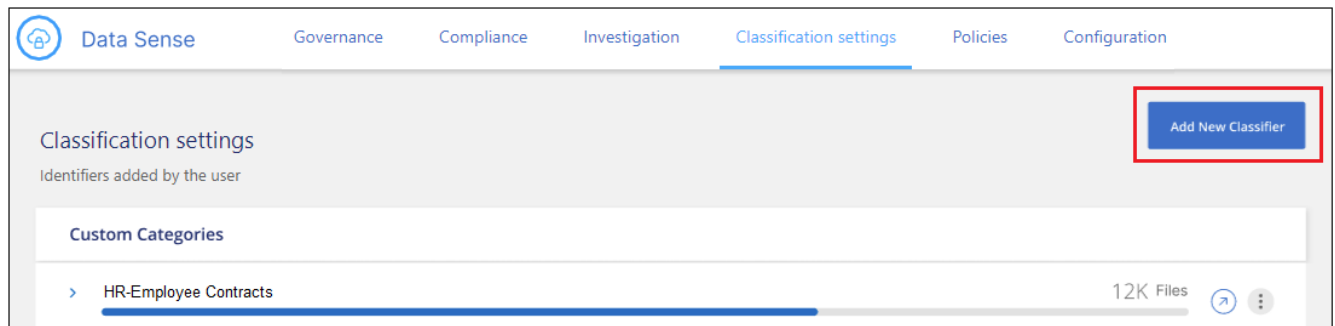 Data Sense
Governance Compliance Investigation Classification settings Policies Configuration
Add New Classifier
Classification settings
Identifiers added by the user
Custom Categories
HR-Employee Contracts
12K Files